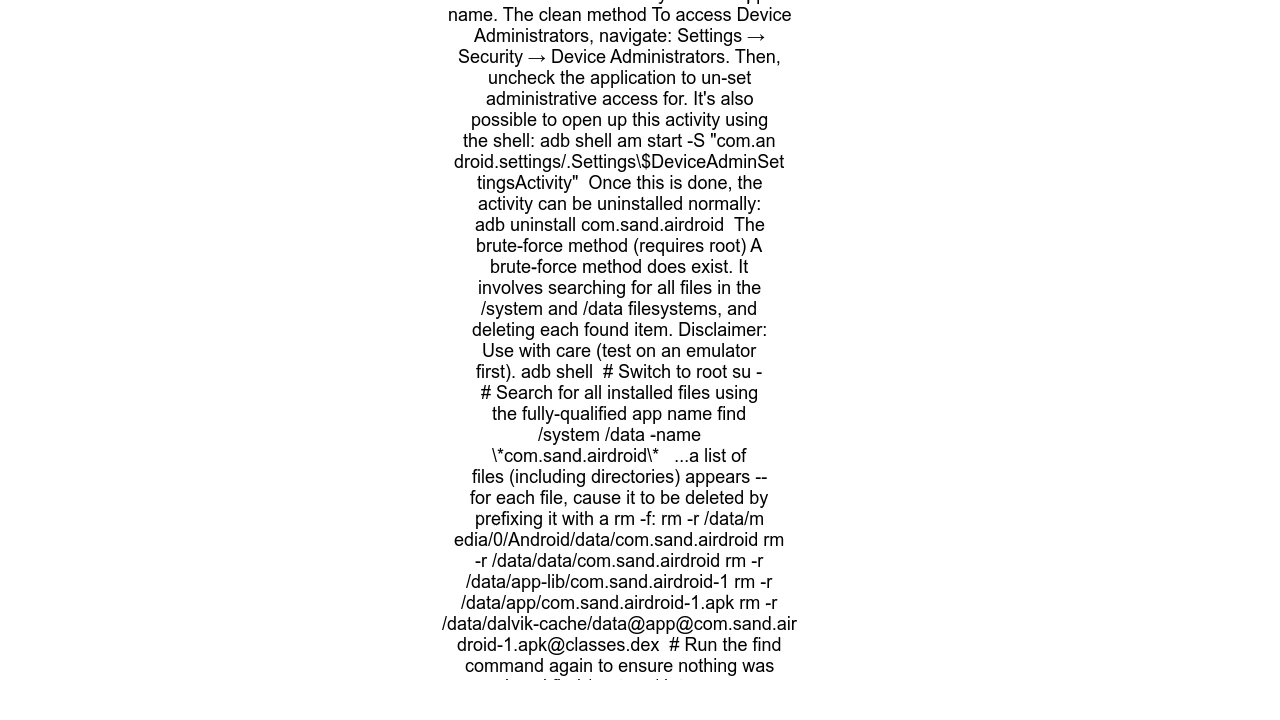 name. The clean method To access Device
Administrators, navigate: Settings →
Security → Device Administrators. Then,
uncheck the application to un-set
administrative access for. It's also
possible to open up this activity using
the shell: adb shell am start -S "com.an
droid.settings/.Settings\$DeviceAdminSet
tingsActivity"  Once this is done, the
activity can be uninstalled normally:
adb uninstall com.sand.airdroid  The
brute-force method (requires root) A
brute-force method does exist. It
involves searching for all files in the
/system and /data filesystems, and
deleting each found item. Disclaimer:
Use with care (test on an emulator
first). adb shell  # Switch to root su -
# Search for all installed files using
the fully-qualified app name find
/system /data -name
\*com.sand.airdroid\*   ...a list of
files (including directories) appears --
for each file, cause it to be deleted by
prefixing it with a rm -f: rm -r /data/m
edia/0/Android/data/com.sand.airdroid rm
-r /data/data/com.sand.airdroid rm -r
/data/app-lib/com.sand.airdroid-1 rm -r
/data/app/com.sand.airdroid-1.apk rm -r
/data/dalvik-cache/data@app@com.sand.air
droid-1.apk@classes.dex  # Run the find
command again to ensure nothing was